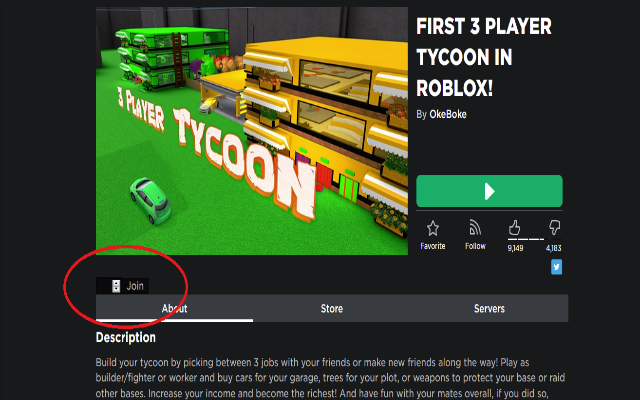 3 PLAYER TYCOON
FIRST 3 PLAYER
TYCOON IN
ROBLOX!
By OkeBoke
Favorite
Follow
9,149
4,183
Join
About
Store
Servers
Description
Build your tycoon by picking between 3 jobs with your friends or make new friends along the way! Play as
builder/fighter or worker and buy cars for your garage, trees for your plot, or weapons to protect your base or raid
other bases. Increase your income and become the richest! And have fun with your mates overall, if you did so,